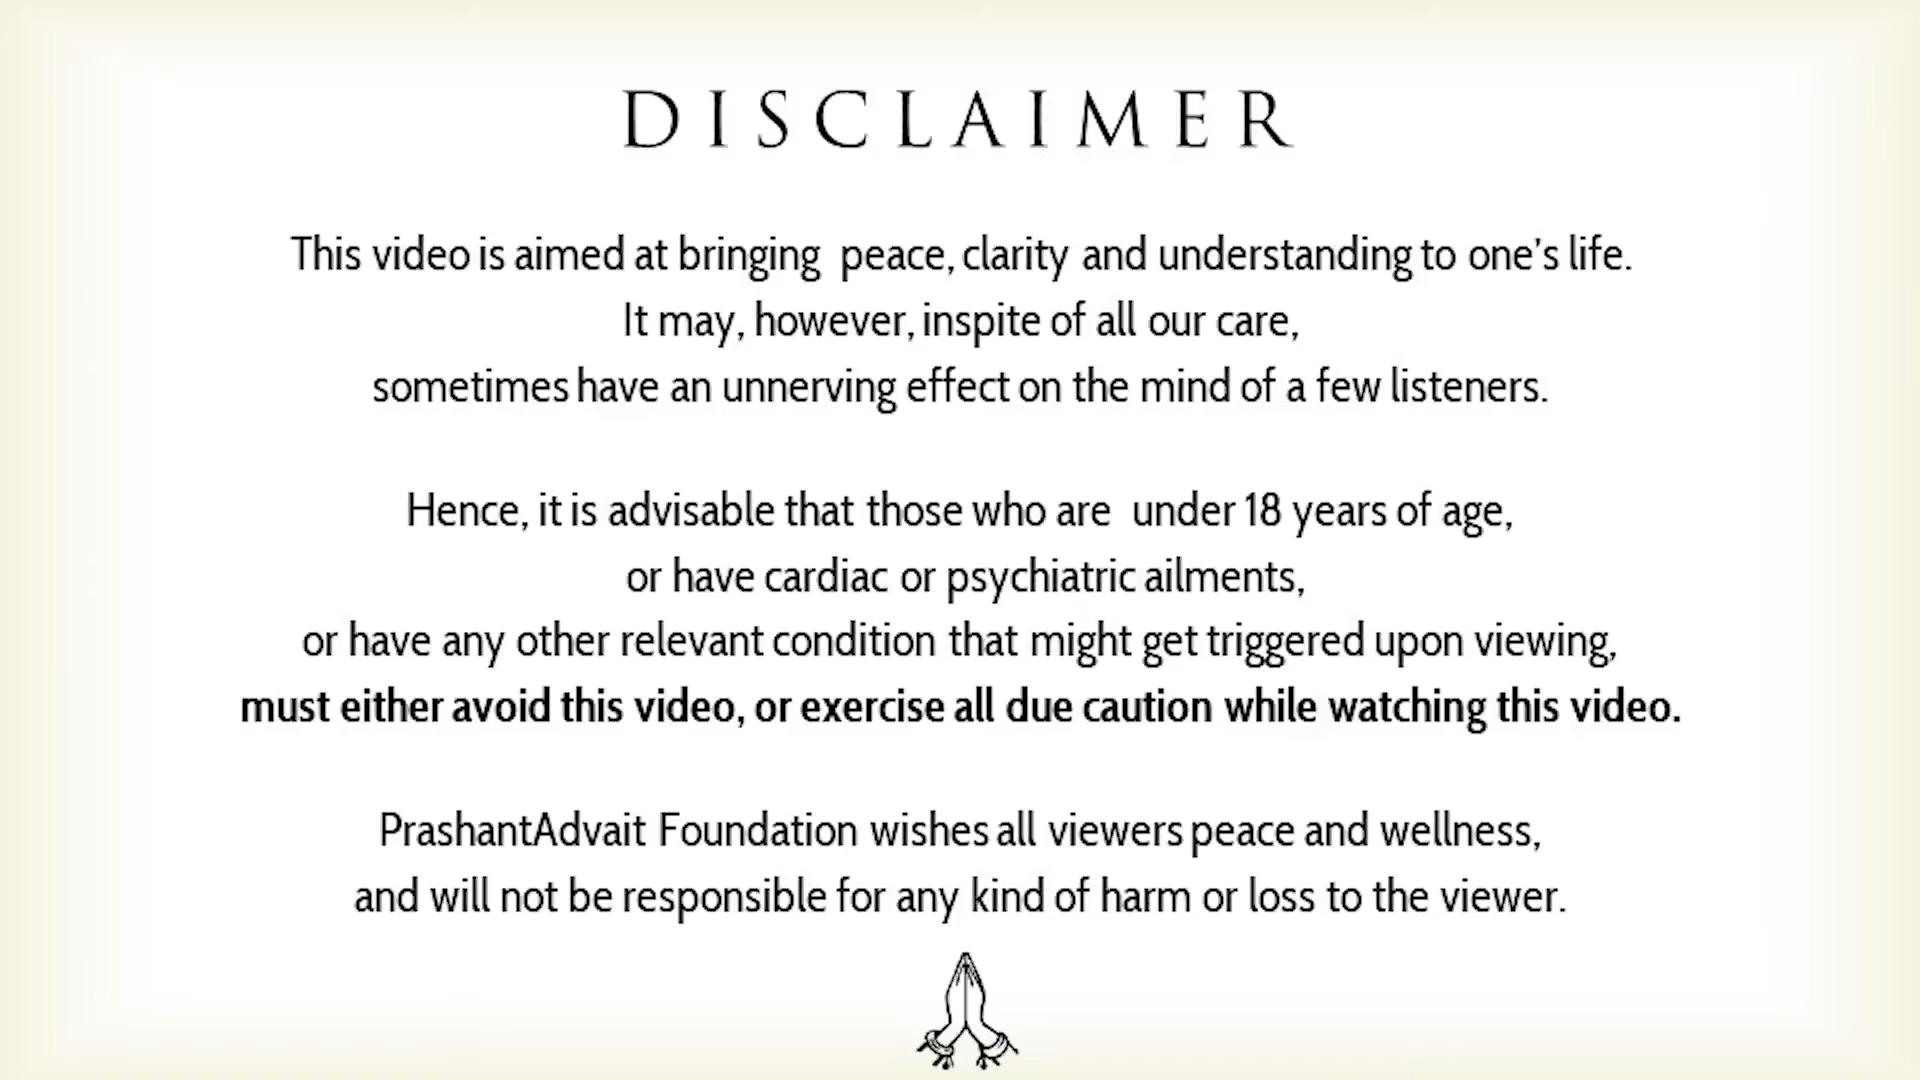 DISCLAIMER
This video is aimed at bringing peace, clarity and understanding to one's life.
It may, however, inspite of all our care,
sometimes have an unnerving effect on the mind of a few listeners.
Hence, it is advisable that those who are under 18 years of age,
or have cardiac or psychiatric ailments,
or have any other relevant condition that might get triggered upon viewing,
must either avoid this video, or exercise all due caution while watching this video.
PrashantAdvait Foundation wishes all viewers peace and wellness,
and will not be responsible for any kind of harm or loss to the viewer.